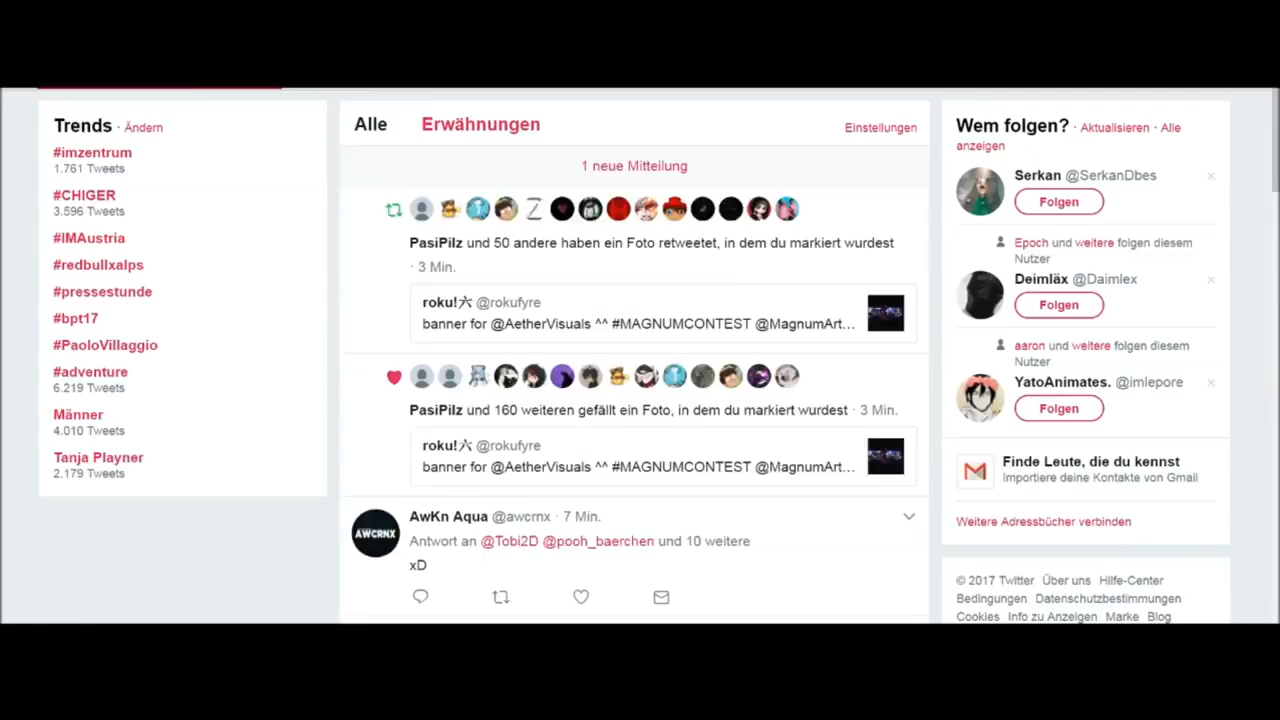 Trends · Ändern
#imzentrum
1.761 Tweets
#CHIGER
3.596 Tweets
#IMAustria
#redbullxalps
#pressestunde
#bpt17
#PaoloVillaggio
#adventure
6.219 Tweets
Männer
4.010 Tweets
Tanja Playner
2.179 Tweets
Alle Erwähnungen Einstellungen
1 neue Mitteilung
PasiPilz und 50 andere haben ein Foto retweetet, in dem du markiert wurdest
· 3 Min.
roku!六 @rokufyre
banner for @AetherVisuals ^^ #MAGNUMCONTEST @MagnumArt…
PasiPilz und 160 weiteren gefällt ein Foto, in dem du markiert wurdest · 3 Min.
roku!六 @rokufyre
banner for @AetherVisuals ^^ #MAGNUMCONTEST @MagnumArt…
AWCRNX
AwKn Aqua @awcrnx · 7 Min.
Antwort an @Tobi2D @pooh_baerchen und 10 weitere
xD
Wem folgen? · Aktualisieren · Alle
anzeigen
Serkan @SerkanDbes
Folgen
Epoch und weitere folgen diesem
Nutzer
Deimläx @Daimlex
Folgen
aaron und weitere folgen diesem
Nutzer
YatoAnimates. @imlepore
Folgen
Finde Leute, die du kennst
Importiere deine Kontakte von Gmail
Weitere Adressbücher verbinden
© 2017 Twitter Über uns Hilfe-Center
Bedingungen Datenschutzbestimmungen
Cookies Info zu Anzeigen Marke Blog